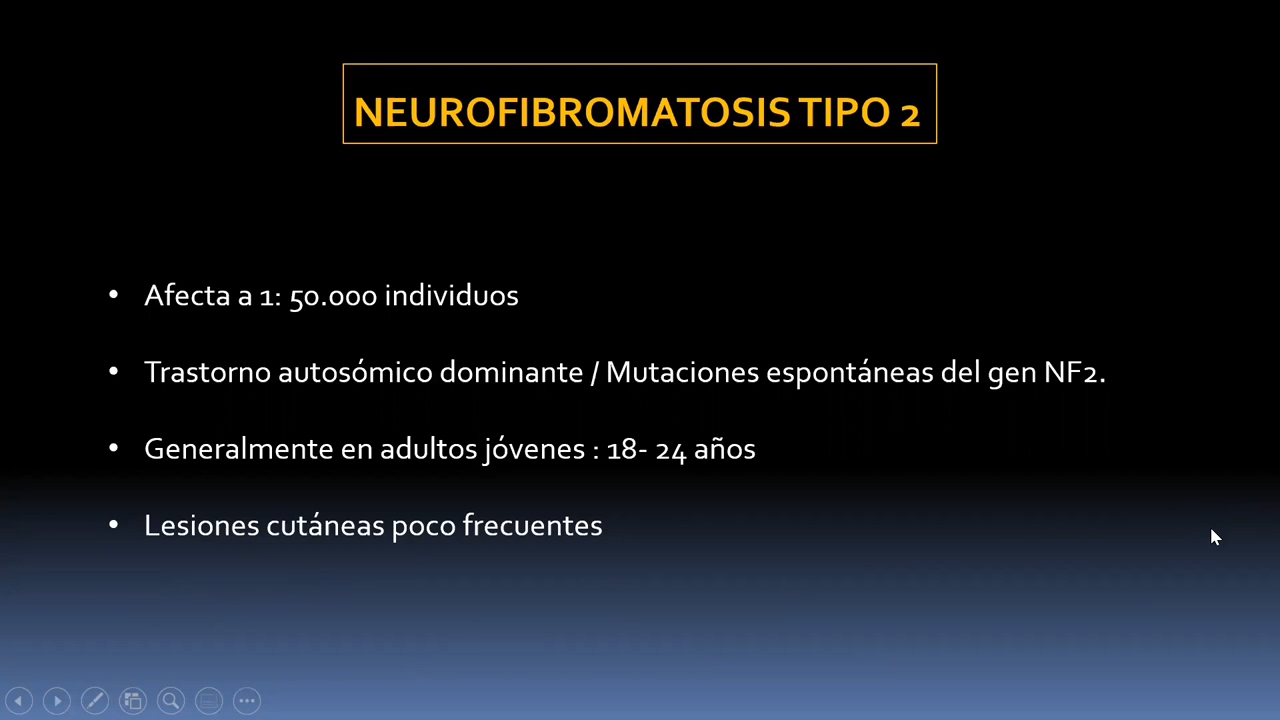 NEUROFIBROMATOSIS TIPO 2
• Afecta a 1: 50.000 individuos
• Trastorno autosómico dominante / Mutaciones espontáneas del gen NF2.
• Generalmente en adultos jóvenes : 18- 24 años
• Lesiones cutáneas poco frecuentes